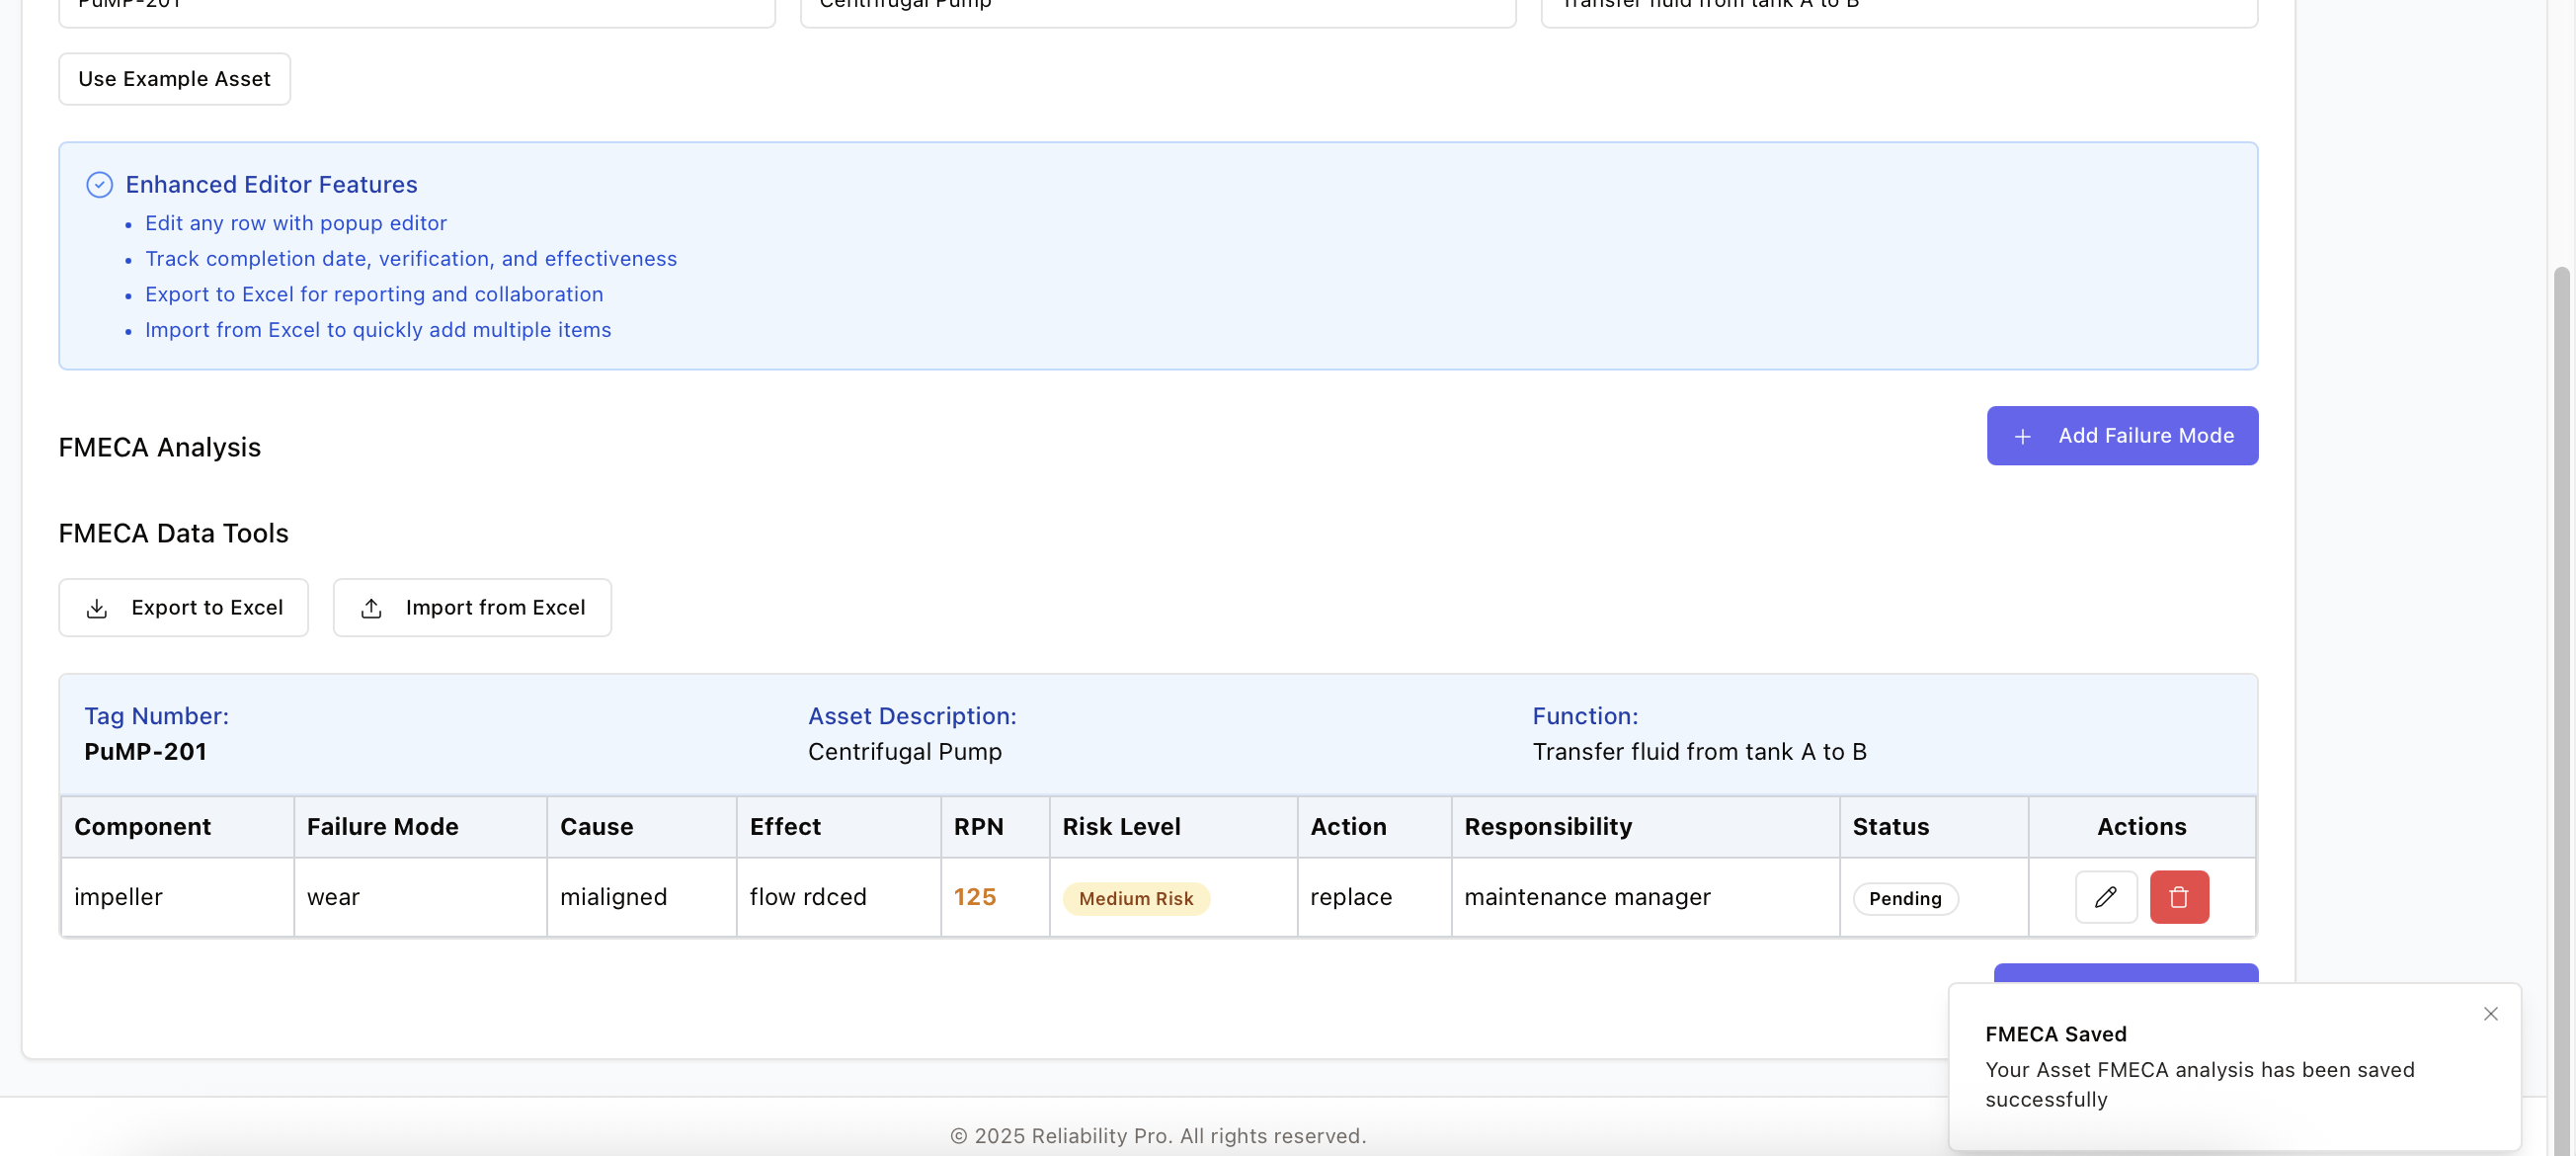 PuMP-201
Centrifugal Pump
Transfer fluid from tank A to B
Use Example Asset
Enhanced Editor Features
Edit any row with popup editor
Track completion date, verification, and effectiveness
Export to Excel for reporting and collaboration
Import from Excel to quickly add multiple items
FMECA Analysis
Add Failure Mode
FMECA Data Tools
Export to Excel
Import from Excel
Tag Number:
PuMP-201
Asset Description:
Centrifugal Pump
Function:
Transfer fluid from tank A to B
Component Failure Mode Cause Effect RPN Risk Level Action Responsibility Status Actions
impeller wear mialigned flow rdced 125 Medium Risk replace maintenance manager Pending
FMECA Saved
Your Asset FMECA analysis has been saved
successfully
© 2025 Reliability Pro. All rights reserved.